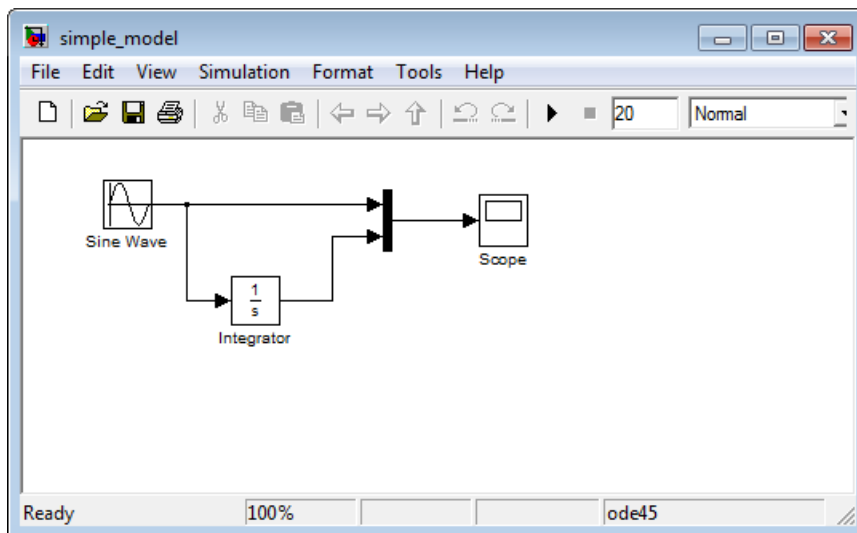 simple_model
File Edit View Simulation Format Tools Help
20 Normal
Sine Wave
Scope
1
s
Integrator
Ready 100% ode45